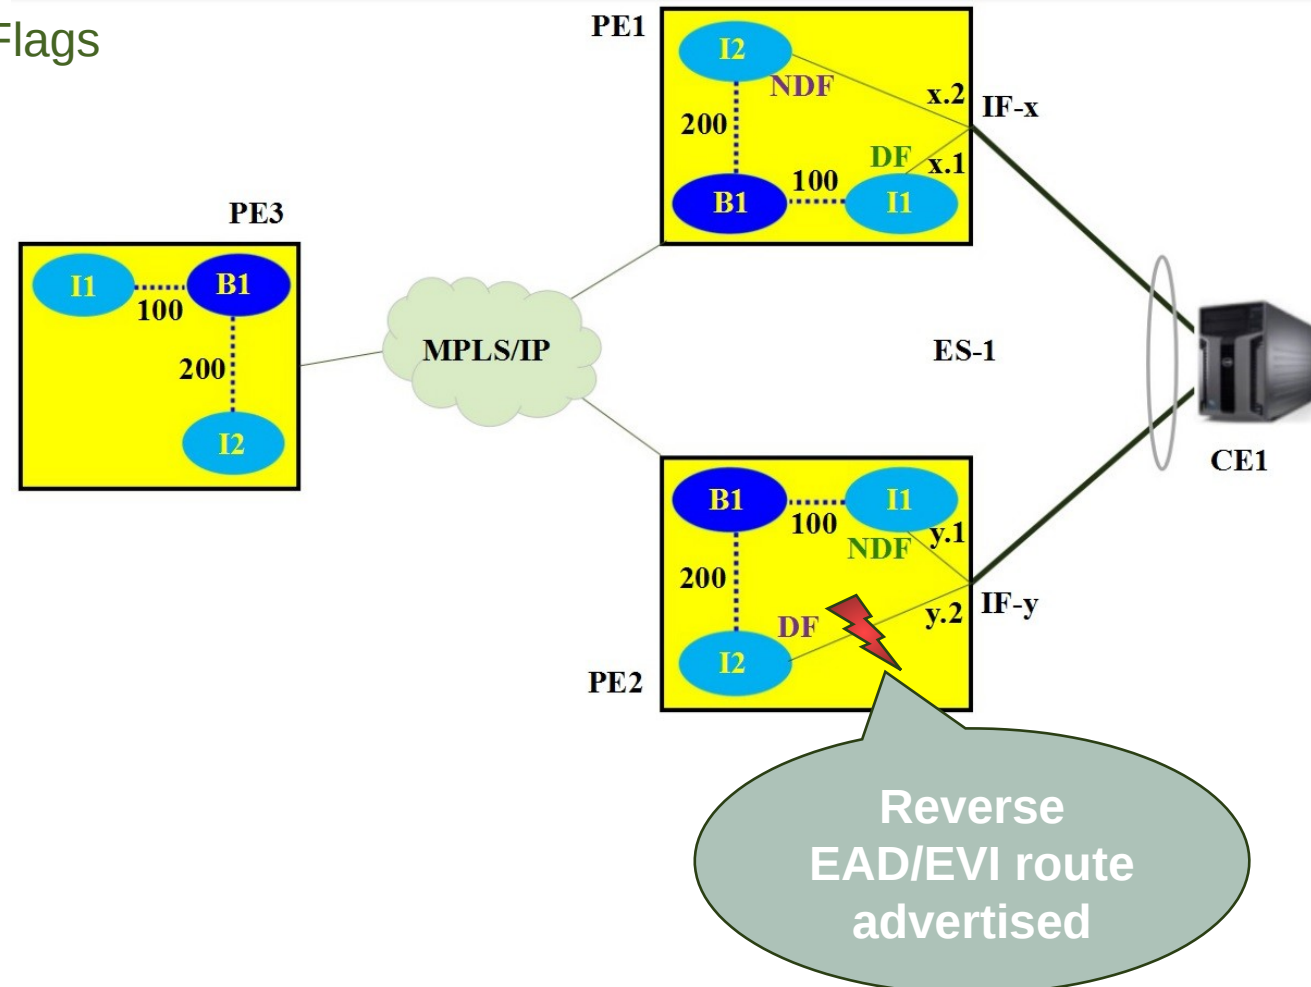 Flags
PE1
I2
NDF
200
x.2
IF-x
DF
x.1
100
B1
I1
PE3
I1
B1
100
200
I2
MPLS/IP
ES-1
CE1
B1
I1
100
y.1
NDF
200
y.2
IF-y
DF
I2
PE2
Reverse
EAD/EVI route
advertised